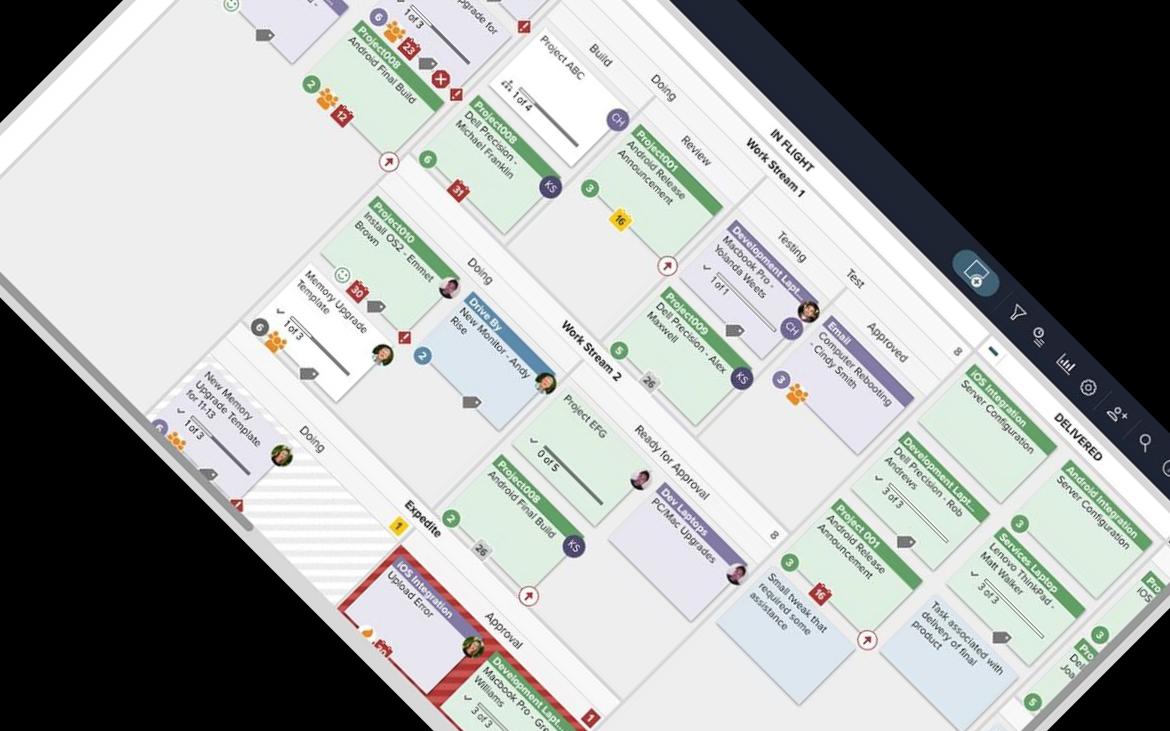 IN FLIGHT
Work Stream 1
Build
Doing
Review
Testing
Test
Approved
8
upgrade for
6
1 of 3
23
Project008
Android Final Build
2
12
Project ABC
1 of 4
CH
Project008
Dell Precision -
Michael Franklin
6
31
KS
Project001
Android Release
Announcement
3
16
Development Lapt...
Macbook Pro -
Yolanda Weets
1 of 1
CH
Project009
Dell Precision - Alex
Maxwell
5
26
KS
Email
Computer Rebooting
- Cindy Smith
3
Work Stream 2
Doing
Ready for Approval
8
Project010
Install OS2 - Emmet
Brown
30
Memory Upgrade
Template
1 of 3
6
Drive By
New Monitor - Andy
Rise
2
Project EFG
0 of 5
Project008
Android Final Build
2
26
KS
Dev Laptops
PC/Mac Upgrades
New Memory
Upgrade Template
for 11-13
1 of 3
6
Doing
Expedite
1
Approval
1
iOS Integration
Upload Error
Development Lapt...
Macbook Pro - Gre
Williams
3 of 3
DELIVERED
iOS Integration
Server Configuration
Development Lapt...
Dell Precision - Rob
Andrews
3 of 3
Project 001
Android Release
Announcement
3
16
Small tweak that
required some
assistance
Android Integration
Server Configuration
3
Services Laptop
Lenovo ThinkPad -
Matt Walker
3 of 3
Task associated with
delivery of final
product
Pro
iOS
3
Pro
Dell
Joa
5